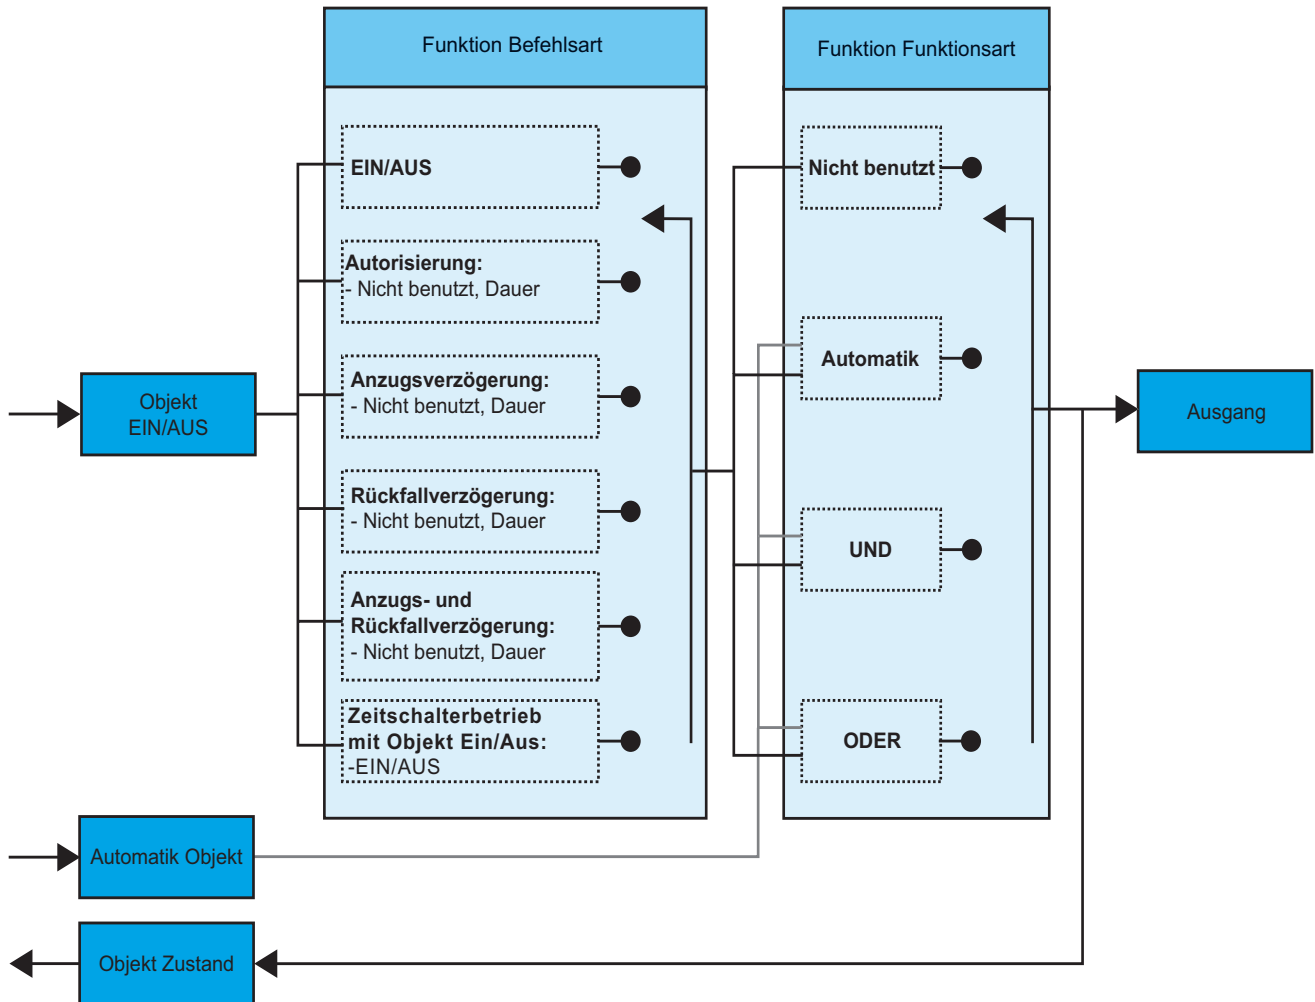 Funktion Befehlsart
Funktion Funktionsart
EIN/AUS
Autorisierung:
- Nicht benutzt, Dauer
Anzugsverzögerung:
- Nicht benutzt, Dauer
Rückfallverzögerung:
- Nicht benutzt, Dauer
Anzugs- und
Rückfallverzögerung:
- Nicht benutzt, Dauer
Zeitschalterbetrieb
mit Objekt Ein/Aus:
-EIN/AUS
Nicht benutzt
Automatik
UND
ODER
Objekt
EIN/AUS
Ausgang
Automatik Objekt
Objekt Zustand